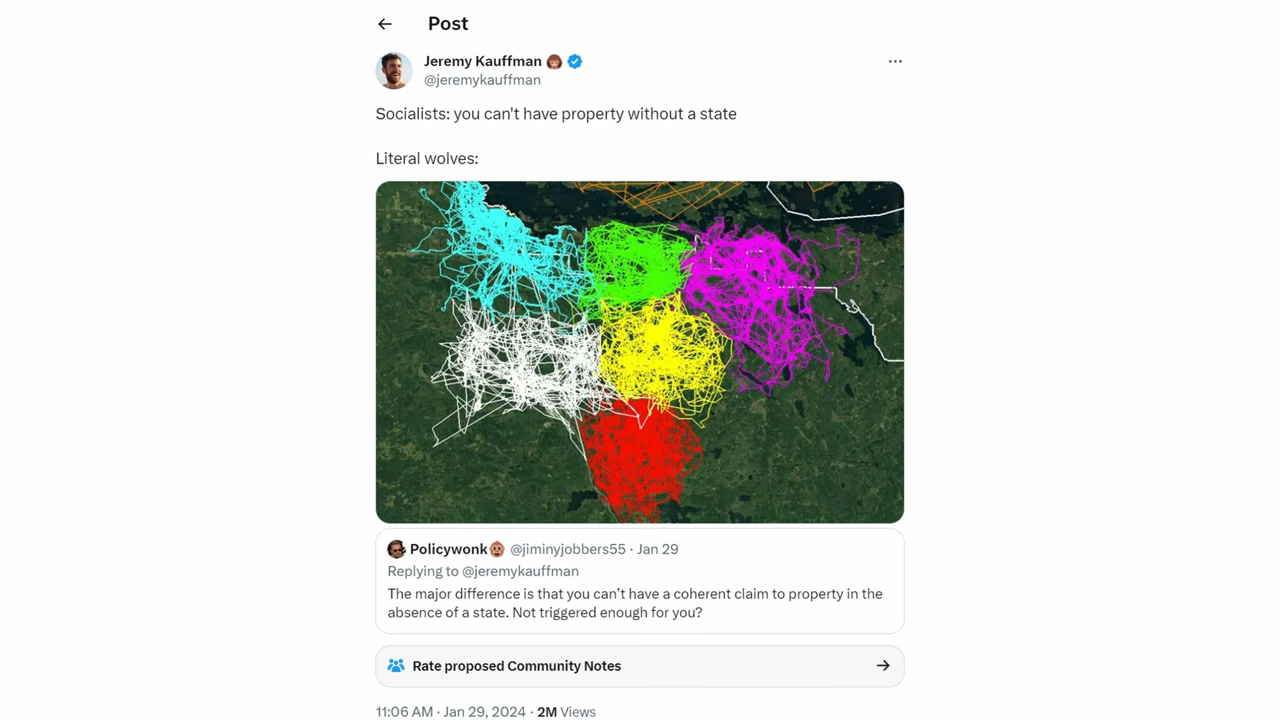 Post
Jeremy Kauffman
@jeremykauffman
Socialists: you can't have property without a state
Literal wolves:
Policywonk @jiminyjobbers55 · Jan 29
Replying to @jeremykauffman
The major difference is that you can’t have a coherent claim to property in the
absence of a state. Not triggered enough for you?
Rate proposed Community Notes
11:06 AM · Jan 29, 2024 · 2M Views